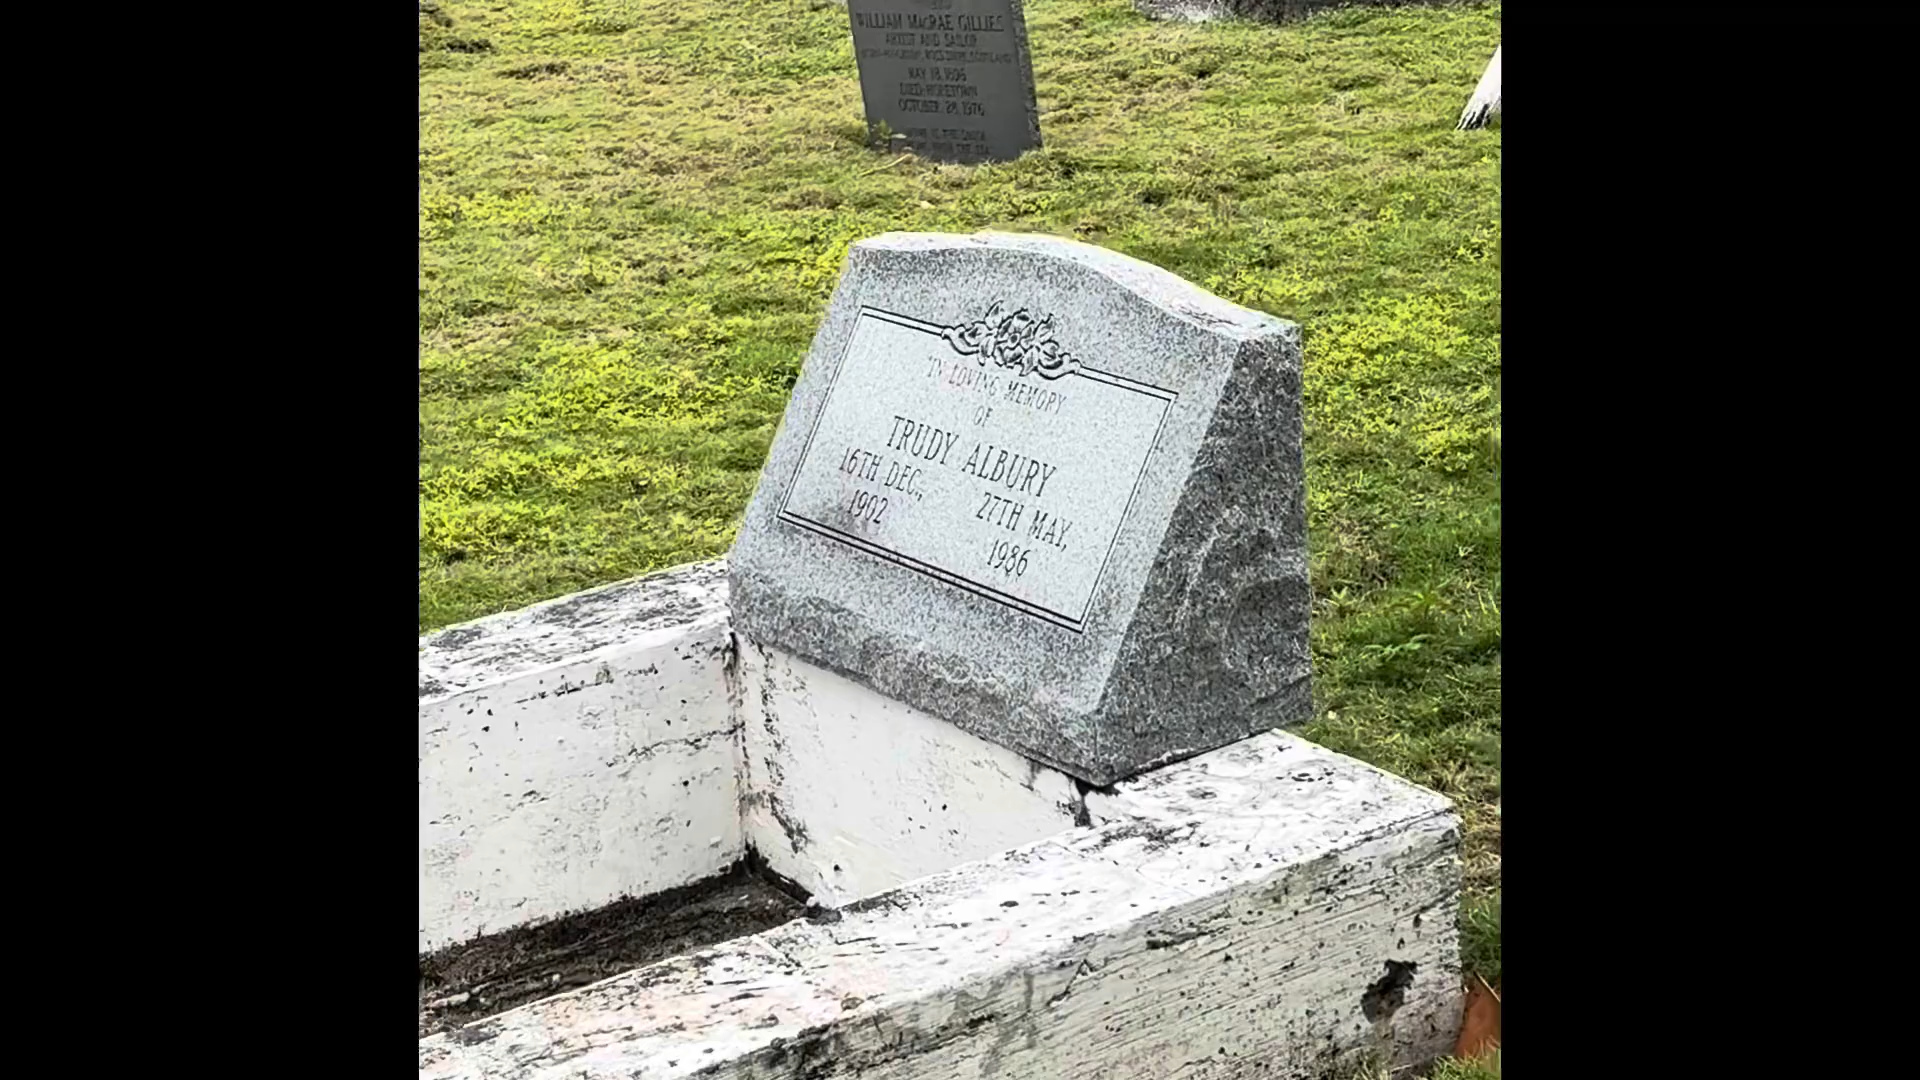 WILLIAM MACRAE GILLIES
ARTIST AND SAILOR
MAY 18, 1896
DIED HOPETOWN
OCTOBER 28, 1976
IN LOVING MEMORY
OF
TRUDY ALBURY
16TH DEC., 27TH MAY,
1902 1986